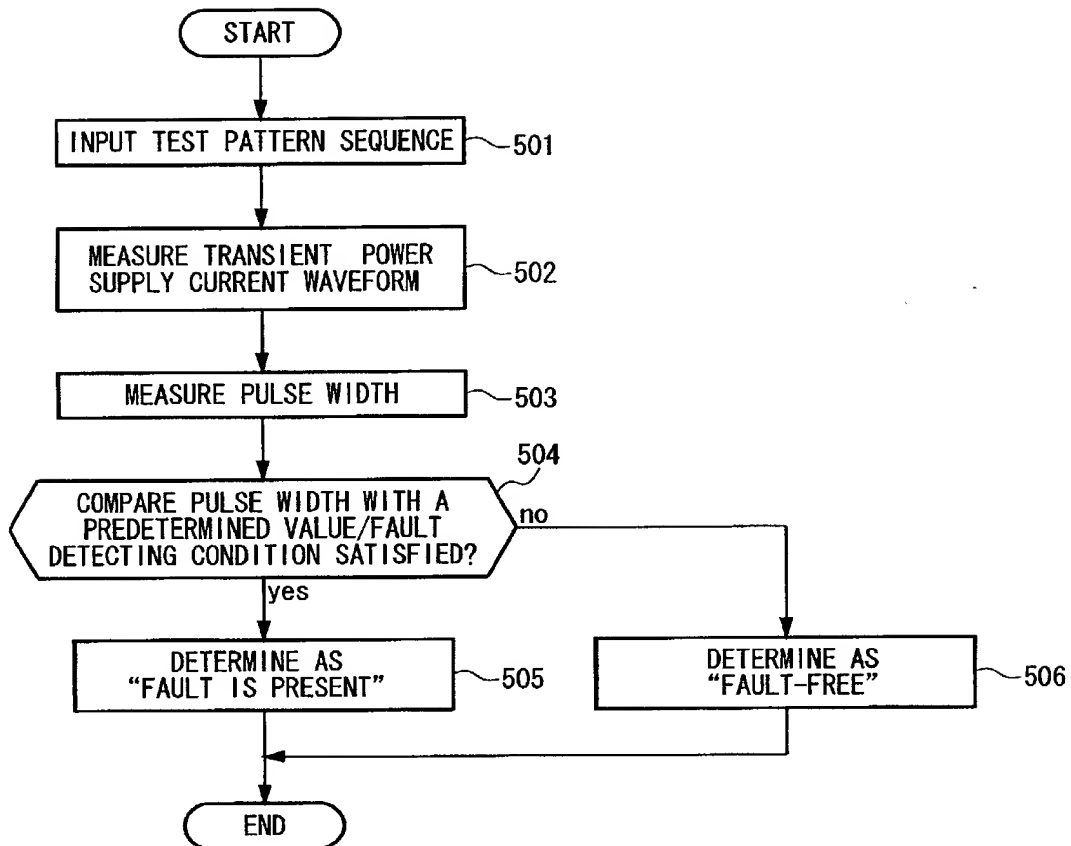 START
INPUT TEST PATTERN SEQUENCE
501
MEASURE TRANSIENT POWER
SUPPLY CURRENT WAVEFORM
502
MEASURE PULSE WIDTH
503
504
COMPARE PULSE WIDTH WITH A
PREDETERMINED VALUE/FAULT
DETECTING CONDITION SATISFIED?
no
yes
DETERMINE AS
“FAULT IS PRESENT”
505
DETERMINE AS
“FAULT-FREE”
506
END